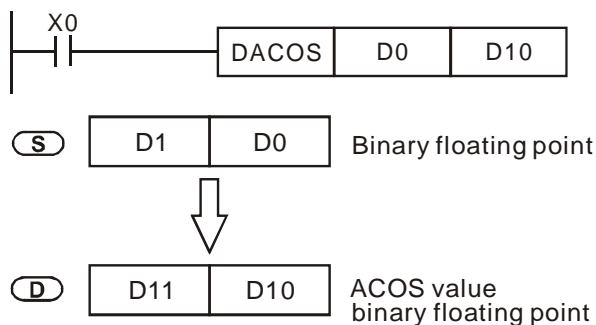 X0
DACOS D0 D10
S D1 D0 Binary floating point
D D11 D10 ACOS value
binary floating point